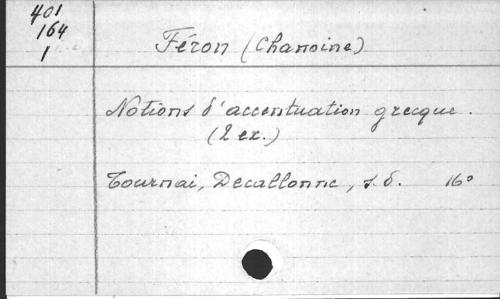 401
164
1
Féron (Chanoine)
Notions d'accentuation grecque.
(2 ex.)
Tournai, Decallonne, s.d. 16°